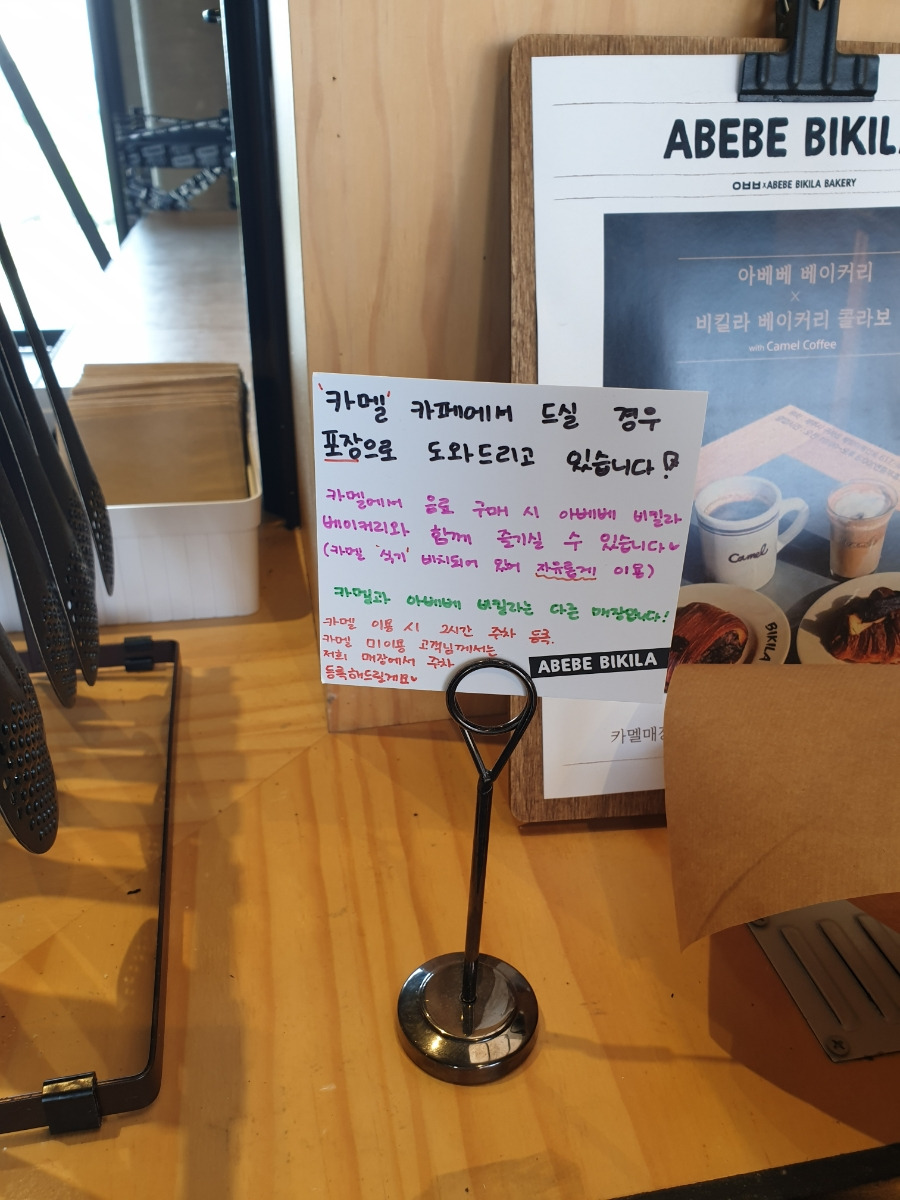 ABEBE BIKIL
ㅇㅂㅂ x ABEBE BIKILA BAKERY
아베베 베이커리
x
비킬라 베이커리 콜라보
with Camel Coffee
Camel
BIKILA
'카멜' 카페에서 드실 경우
포장으로 도와드리고 있습니다!
카멜에서 음료 구매 시 아베베 비킬라
베이커리와 함께 즐기실 수 있습니다♥
(카멜 '식기' 비치되어 있어 자유롭게 이용)
카멜과 아베베 비킬라는 다른 매장입니다!
카멜 이용 시 2시간 주차 등록.
카멜 미이용 고객님께서는
저희 매장에서 주차
등록해드릴게요♥
ABEBE BIKILA
카멜매장